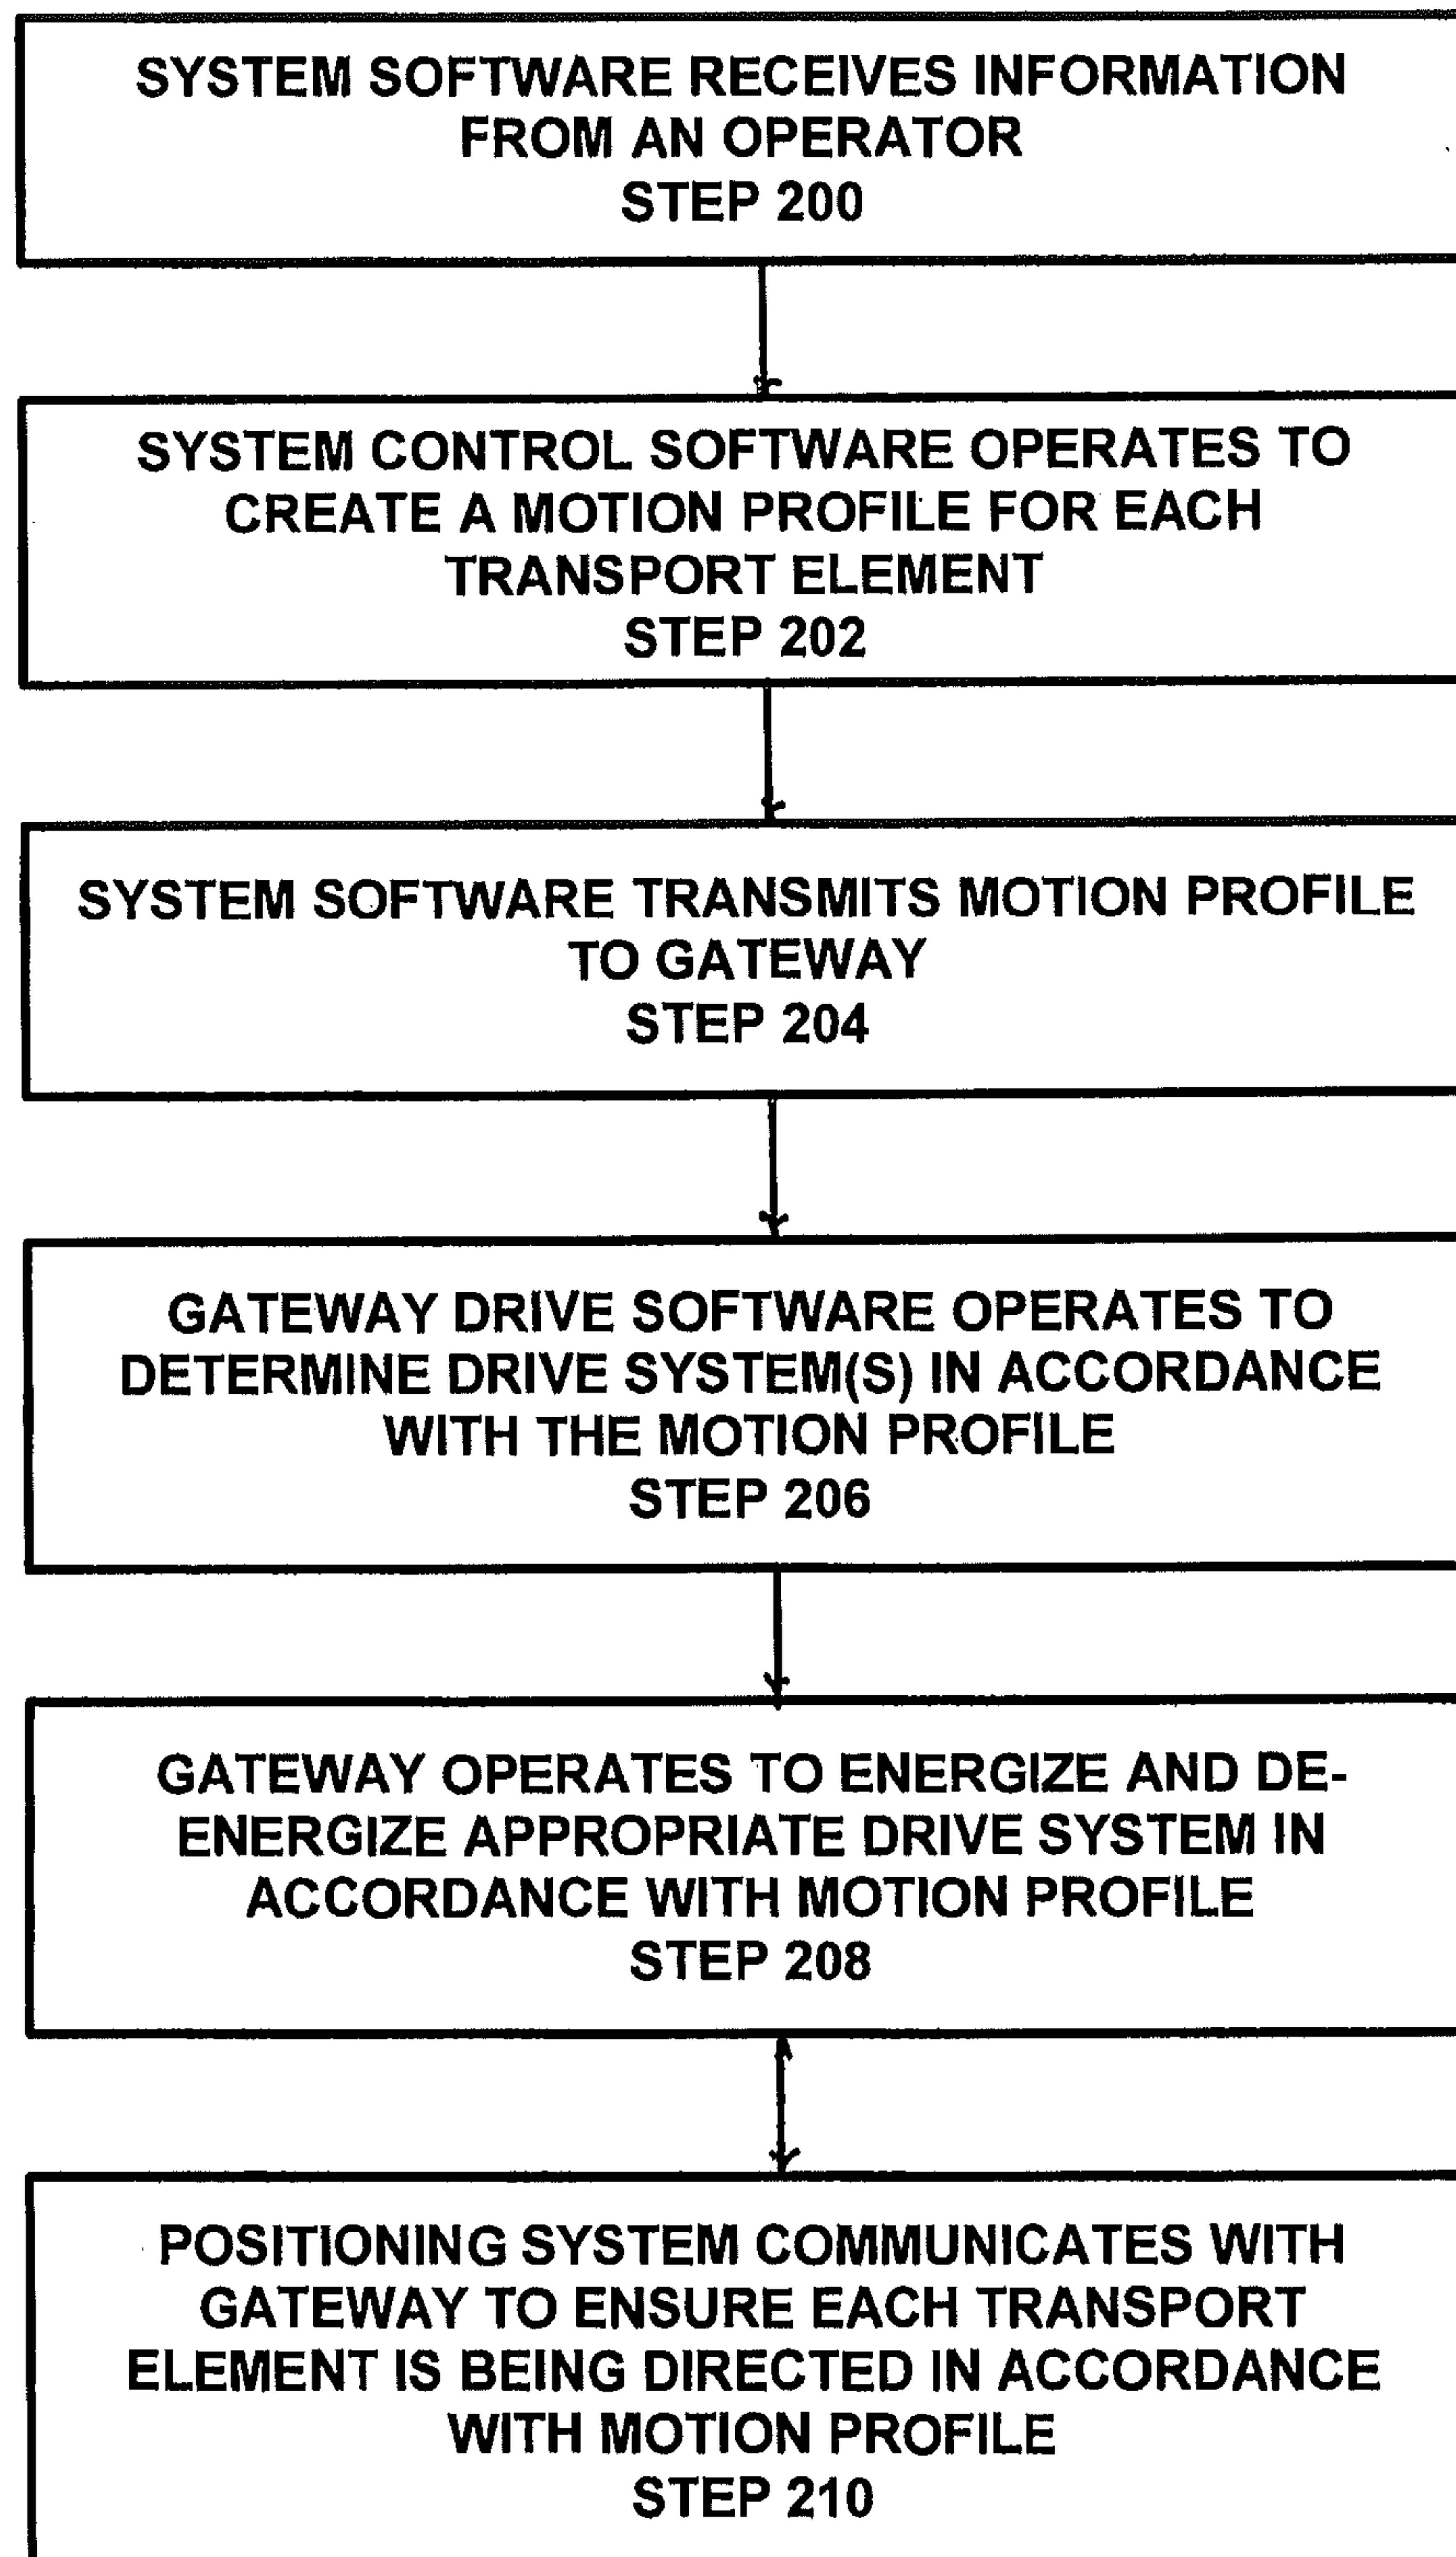 SYSTEM SOFTWARE RECEIVES INFORMATION
FROM AN OPERATOR
STEP 200
SYSTEM CONTROL SOFTWARE OPERATES TO
CREATE A MOTION PROFILE FOR EACH
TRANSPORT ELEMENT
STEP 202
SYSTEM SOFTWARE TRANSMITS MOTION PROFILE
TO GATEWAY
STEP 204
GATEWAY DRIVE SOFTWARE OPERATES TO
DETERMINE DRIVE SYSTEM(S) IN ACCORDANCE
WITH THE MOTION PROFILE
STEP 206
GATEWAY OPERATES TO ENERGIZE AND DE-
ENERGIZE APPROPRIATE DRIVE SYSTEM IN
ACCORDANCE WITH MOTION PROFILE
STEP 208
POSITIONING SYSTEM COMMUNICATES WITH
GATEWAY TO ENSURE EACH TRANSPORT
ELEMENT IS BEING DIRECTED IN ACCORDANCE
WITH MOTION PROFILE
STEP 210